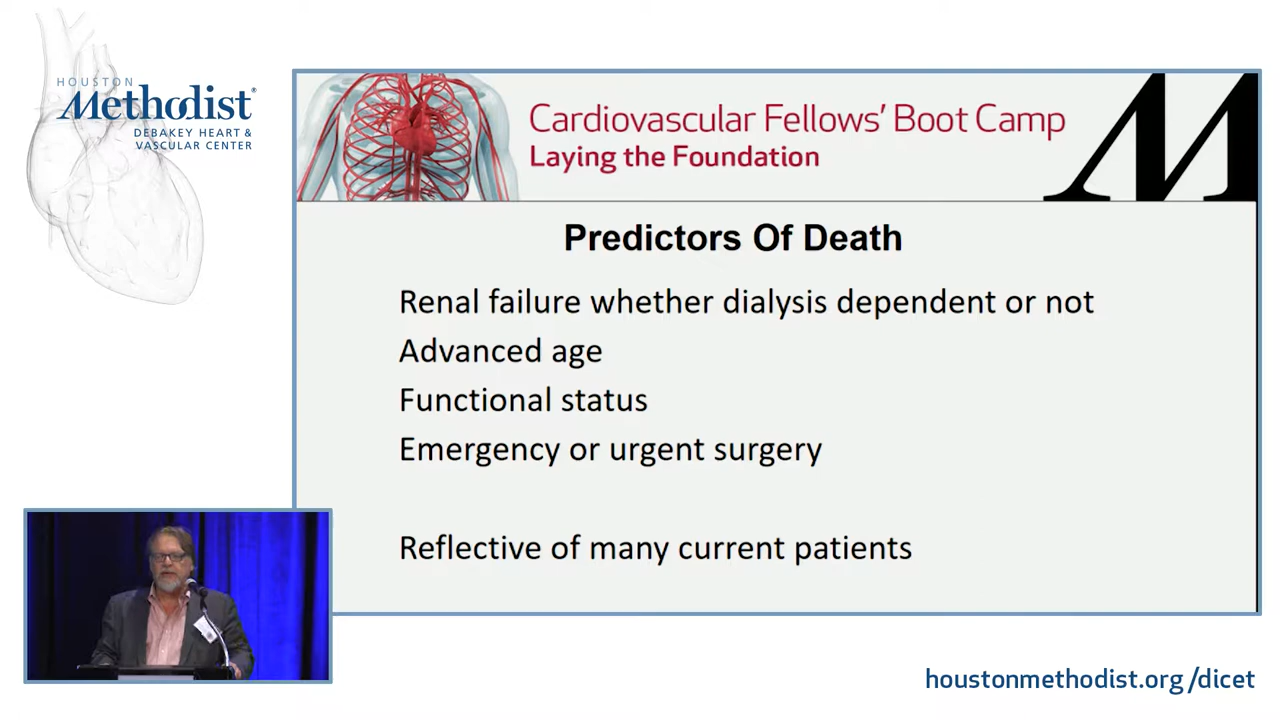 HOUSTON
Methodist®
DEBAKEY HEART &
VASCULAR CENTER
Cardiovascular Fellows' Boot Camp
Laying the Foundation
M
Predictors Of Death
Renal failure whether dialysis dependent or not
Advanced age
Functional status
Emergency or urgent surgery
Reflective of many current patients
houstonmethodist.org/dicet